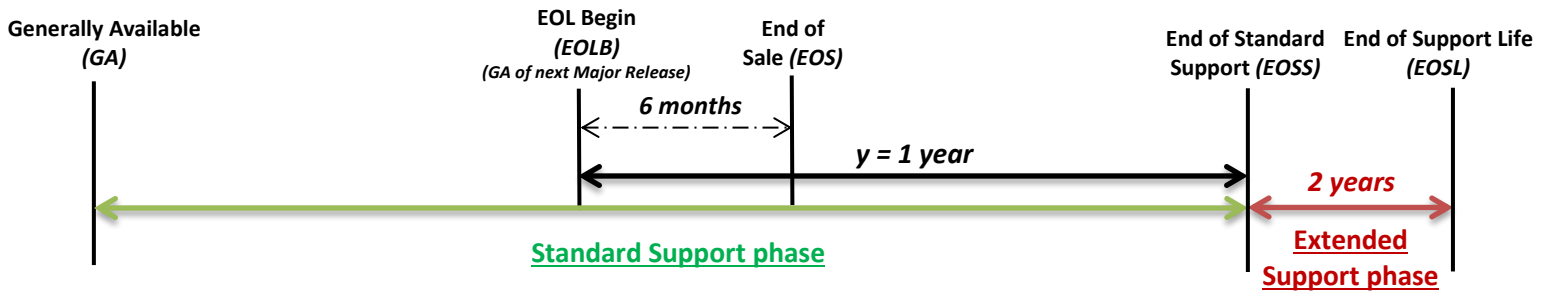 Generally Available
(GA)
EOL Begin
(EOLB)
(GA of next Major Release)
End of
Sale (EOS)
End of Standard
Support (EOSS)
End of Support Life
(EOSL)
6 months
y = 1 year
2 years
Standard Support phase
Extended
Support phase